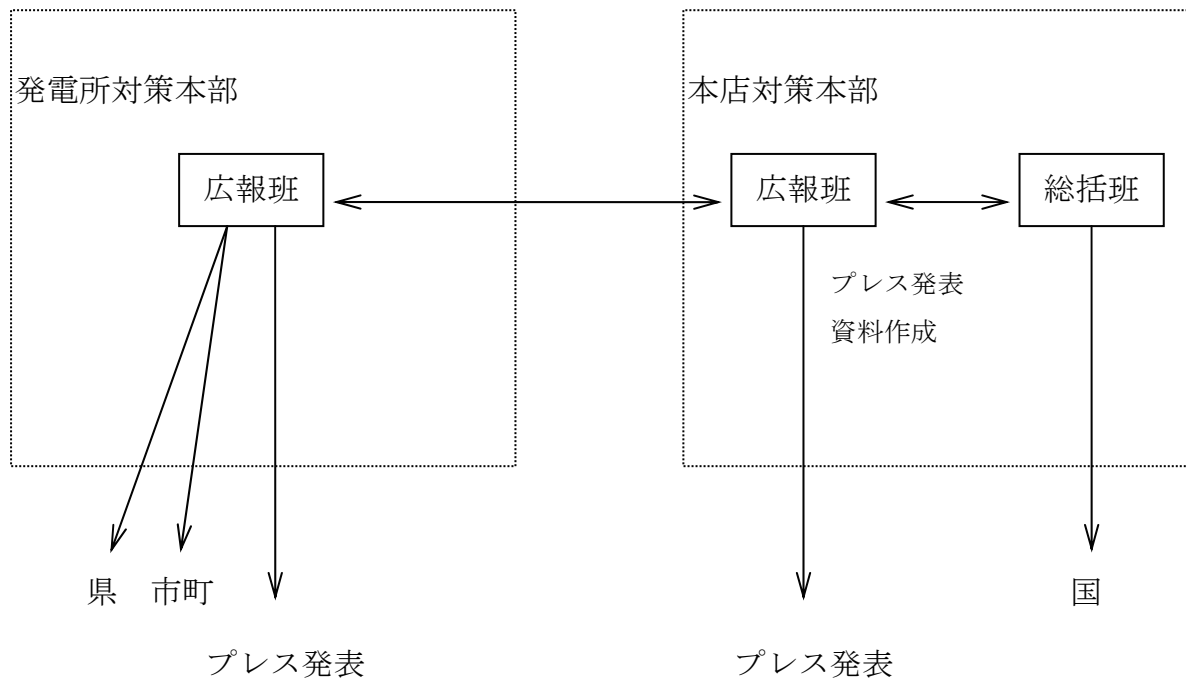 発電所対策本部
本店対策本部
広報班
広報班
総括班
プレス発表
資料作成
県
市町
国
プレス発表
プレス発表